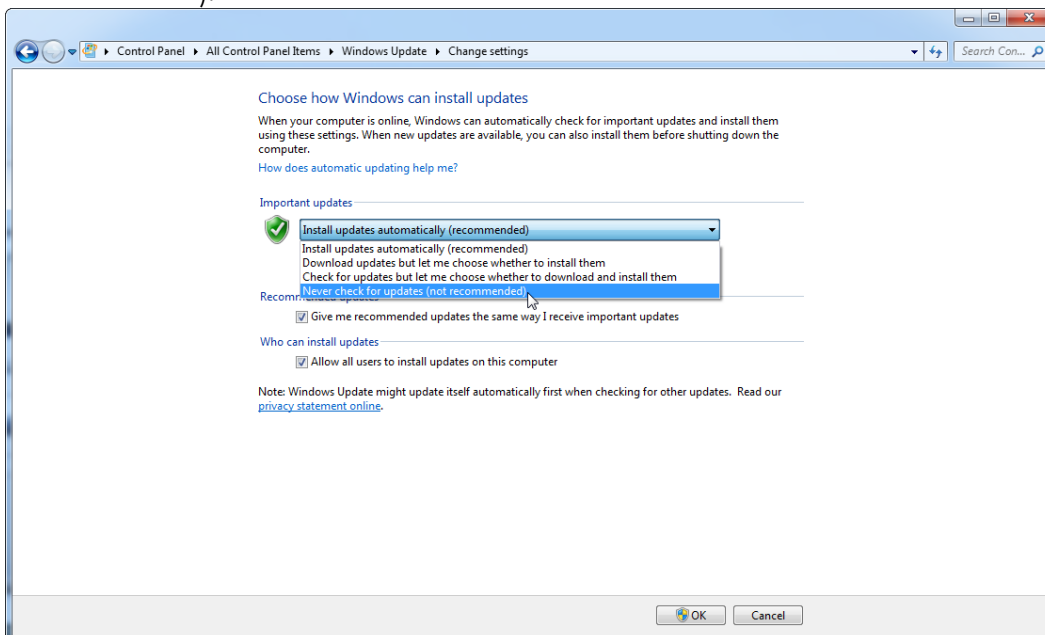 Control Panel ▸ All Control Panel Items ▸ Windows Update ▸ Change settings
Search Con...
Choose how Windows can install updates
When your computer is online, Windows can automatically check for important updates and install them
using these settings. When new updates are available, you can also install them before shutting down the
computer.
How does automatic updating help me?
Important updates
Install updates automatically (recommended)
Install updates automatically (recommended)
Download updates but let me choose whether to install them
Check for updates but let me choose whether to download and install them
Never check for updates (not recommended)
Recommended updates
Give me recommended updates the same way I receive important updates
Who can install updates
Allow all users to install updates on this computer
Note: Windows Update might update itself automatically first when checking for other updates. Read our
privacy statement online.
OK
Cancel